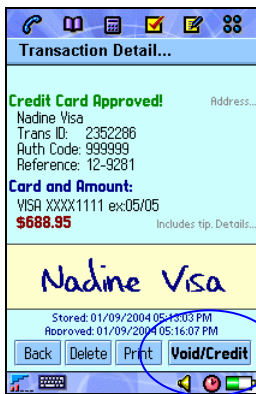 Transaction Detail...
Credit Card Approved!
Address...
Nadine Visa
Trans ID: 2352286
Auth Code: 999999
Reference: 12-9281
Card and Amount:
VISA XXXX1111 ex:05/05
$688.95
Includes tip. Details...
Nadine Visa
Stored: 01/09/2004 05:13:03 PM
Approved: 01/09/2004 05:16:07 PM
Back Delete Print Void/Credit